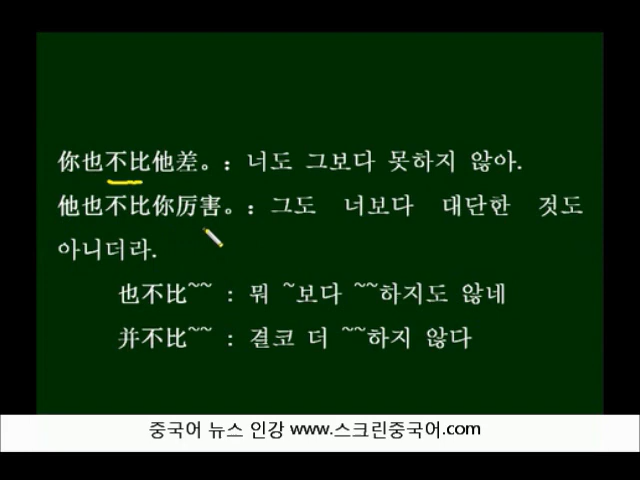 你也不比他差。: 너도 그보다 못하지 않아.
他也不比你厉害。: 그도 너보다 대단한 것도
아니더라.
也不比~~ : 뭐 ~보다 ~~하지도 않네
并不比~~ : 결코 더 ~~하지 않다
중국어 뉴스 인강 www.스크린중국어.com